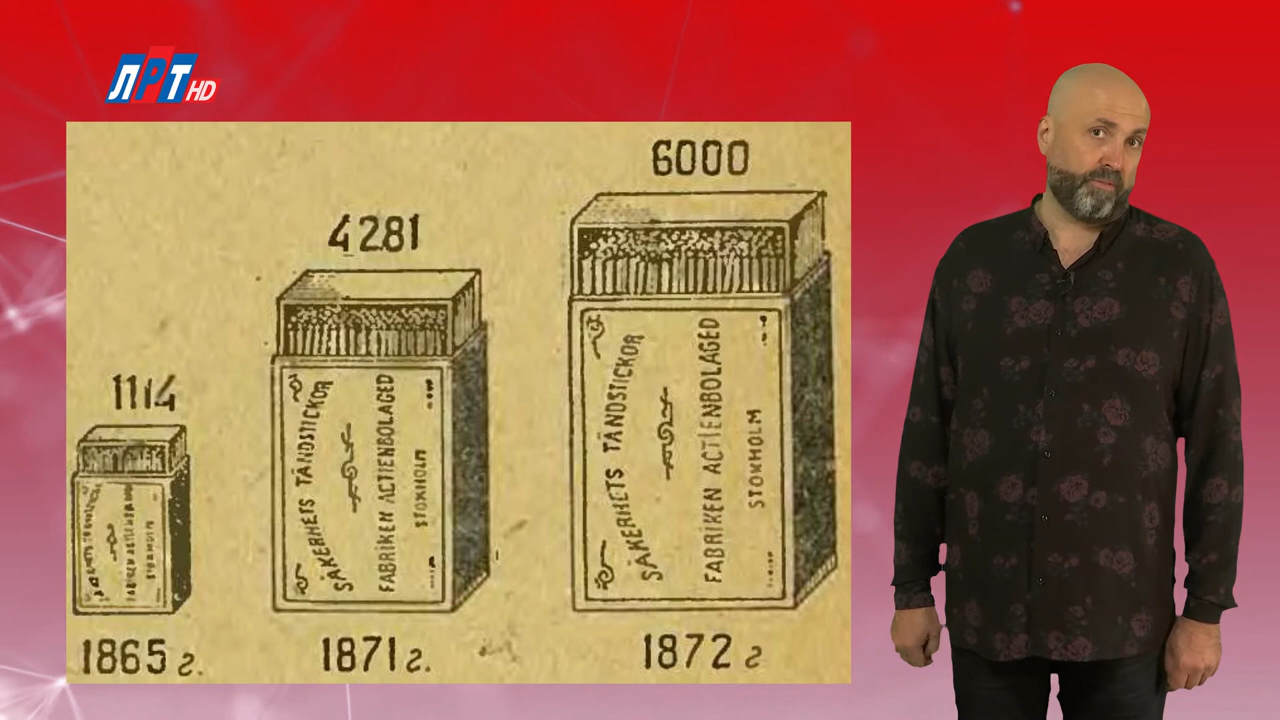 ЛРТ HD
6000
4281
1114
SÄKERHETS TÄNDSTICKOR
FABRIKEN ACTIENBOLAGED
STOKHOLM
SÄKERHETS TÄNDSTICKOR
FABRIKEN ACTIENBOLAGED
STOKHOLM
1865 г.
1871 г.
1872 г